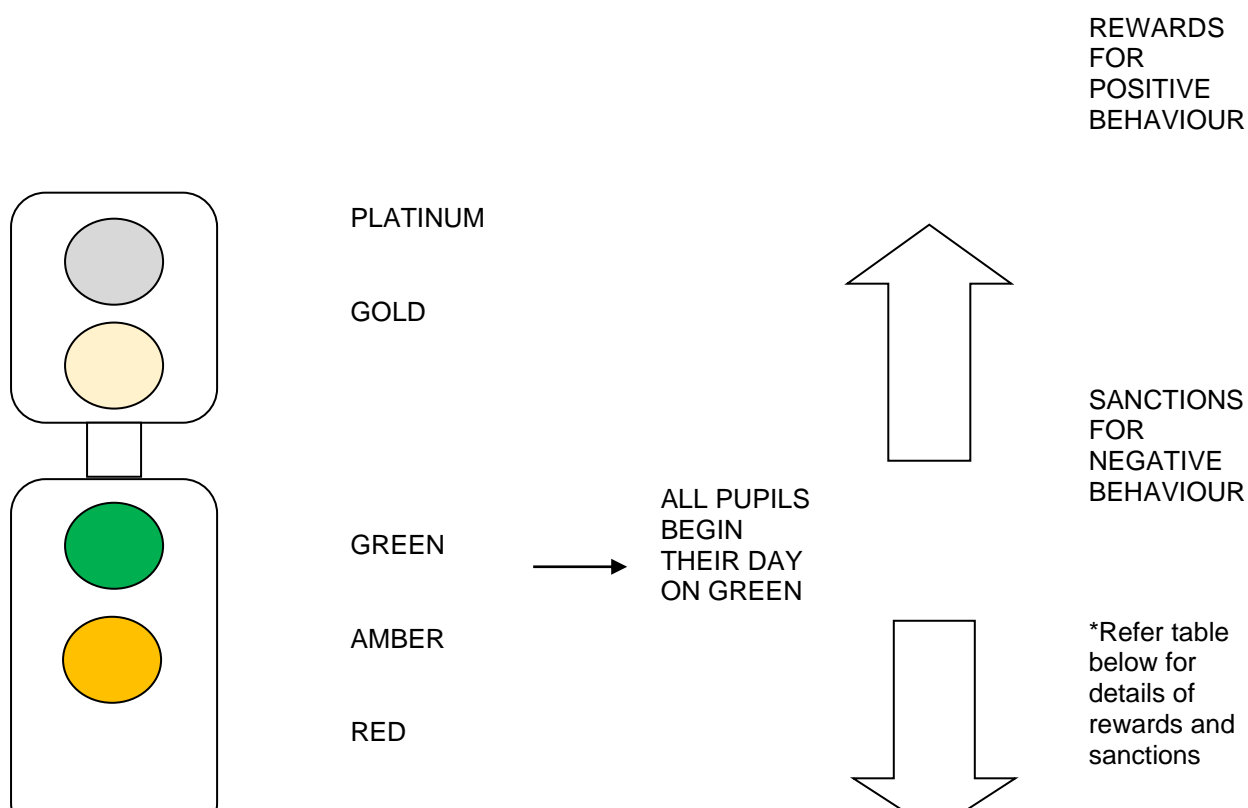 REWARDS
FOR
POSITIVE
BEHAVIOUR
PLATINUM
GOLD
SANCTIONS
FOR
NEGATIVE
BEHAVIOUR
GREEN
ALL PUPILS
BEGIN
THEIR DAY
ON GREEN
AMBER
RED
*Refer table
below for
details of
rewards and
sanctions